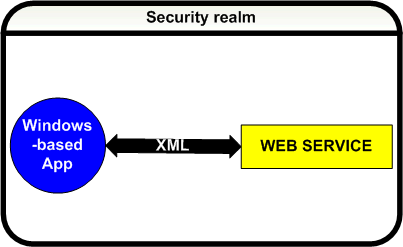 Security realm
Windows
-based
App
XML
WEB SERVICE